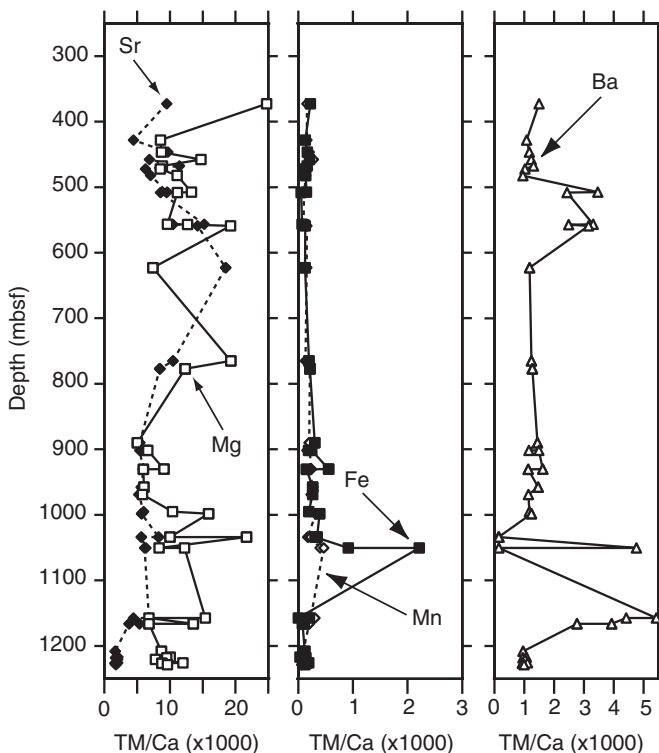 Depth (mbsf)
300
400
500
600
700
800
900
1000
1100
1200
Sr
Mg
0 10 20
TM/Ca (x1000)
Fe
Mn
0 1 2 3
TM/Ca (x1000)
Ba
0 1 2 3 4 5
TM/Ca (x1000)